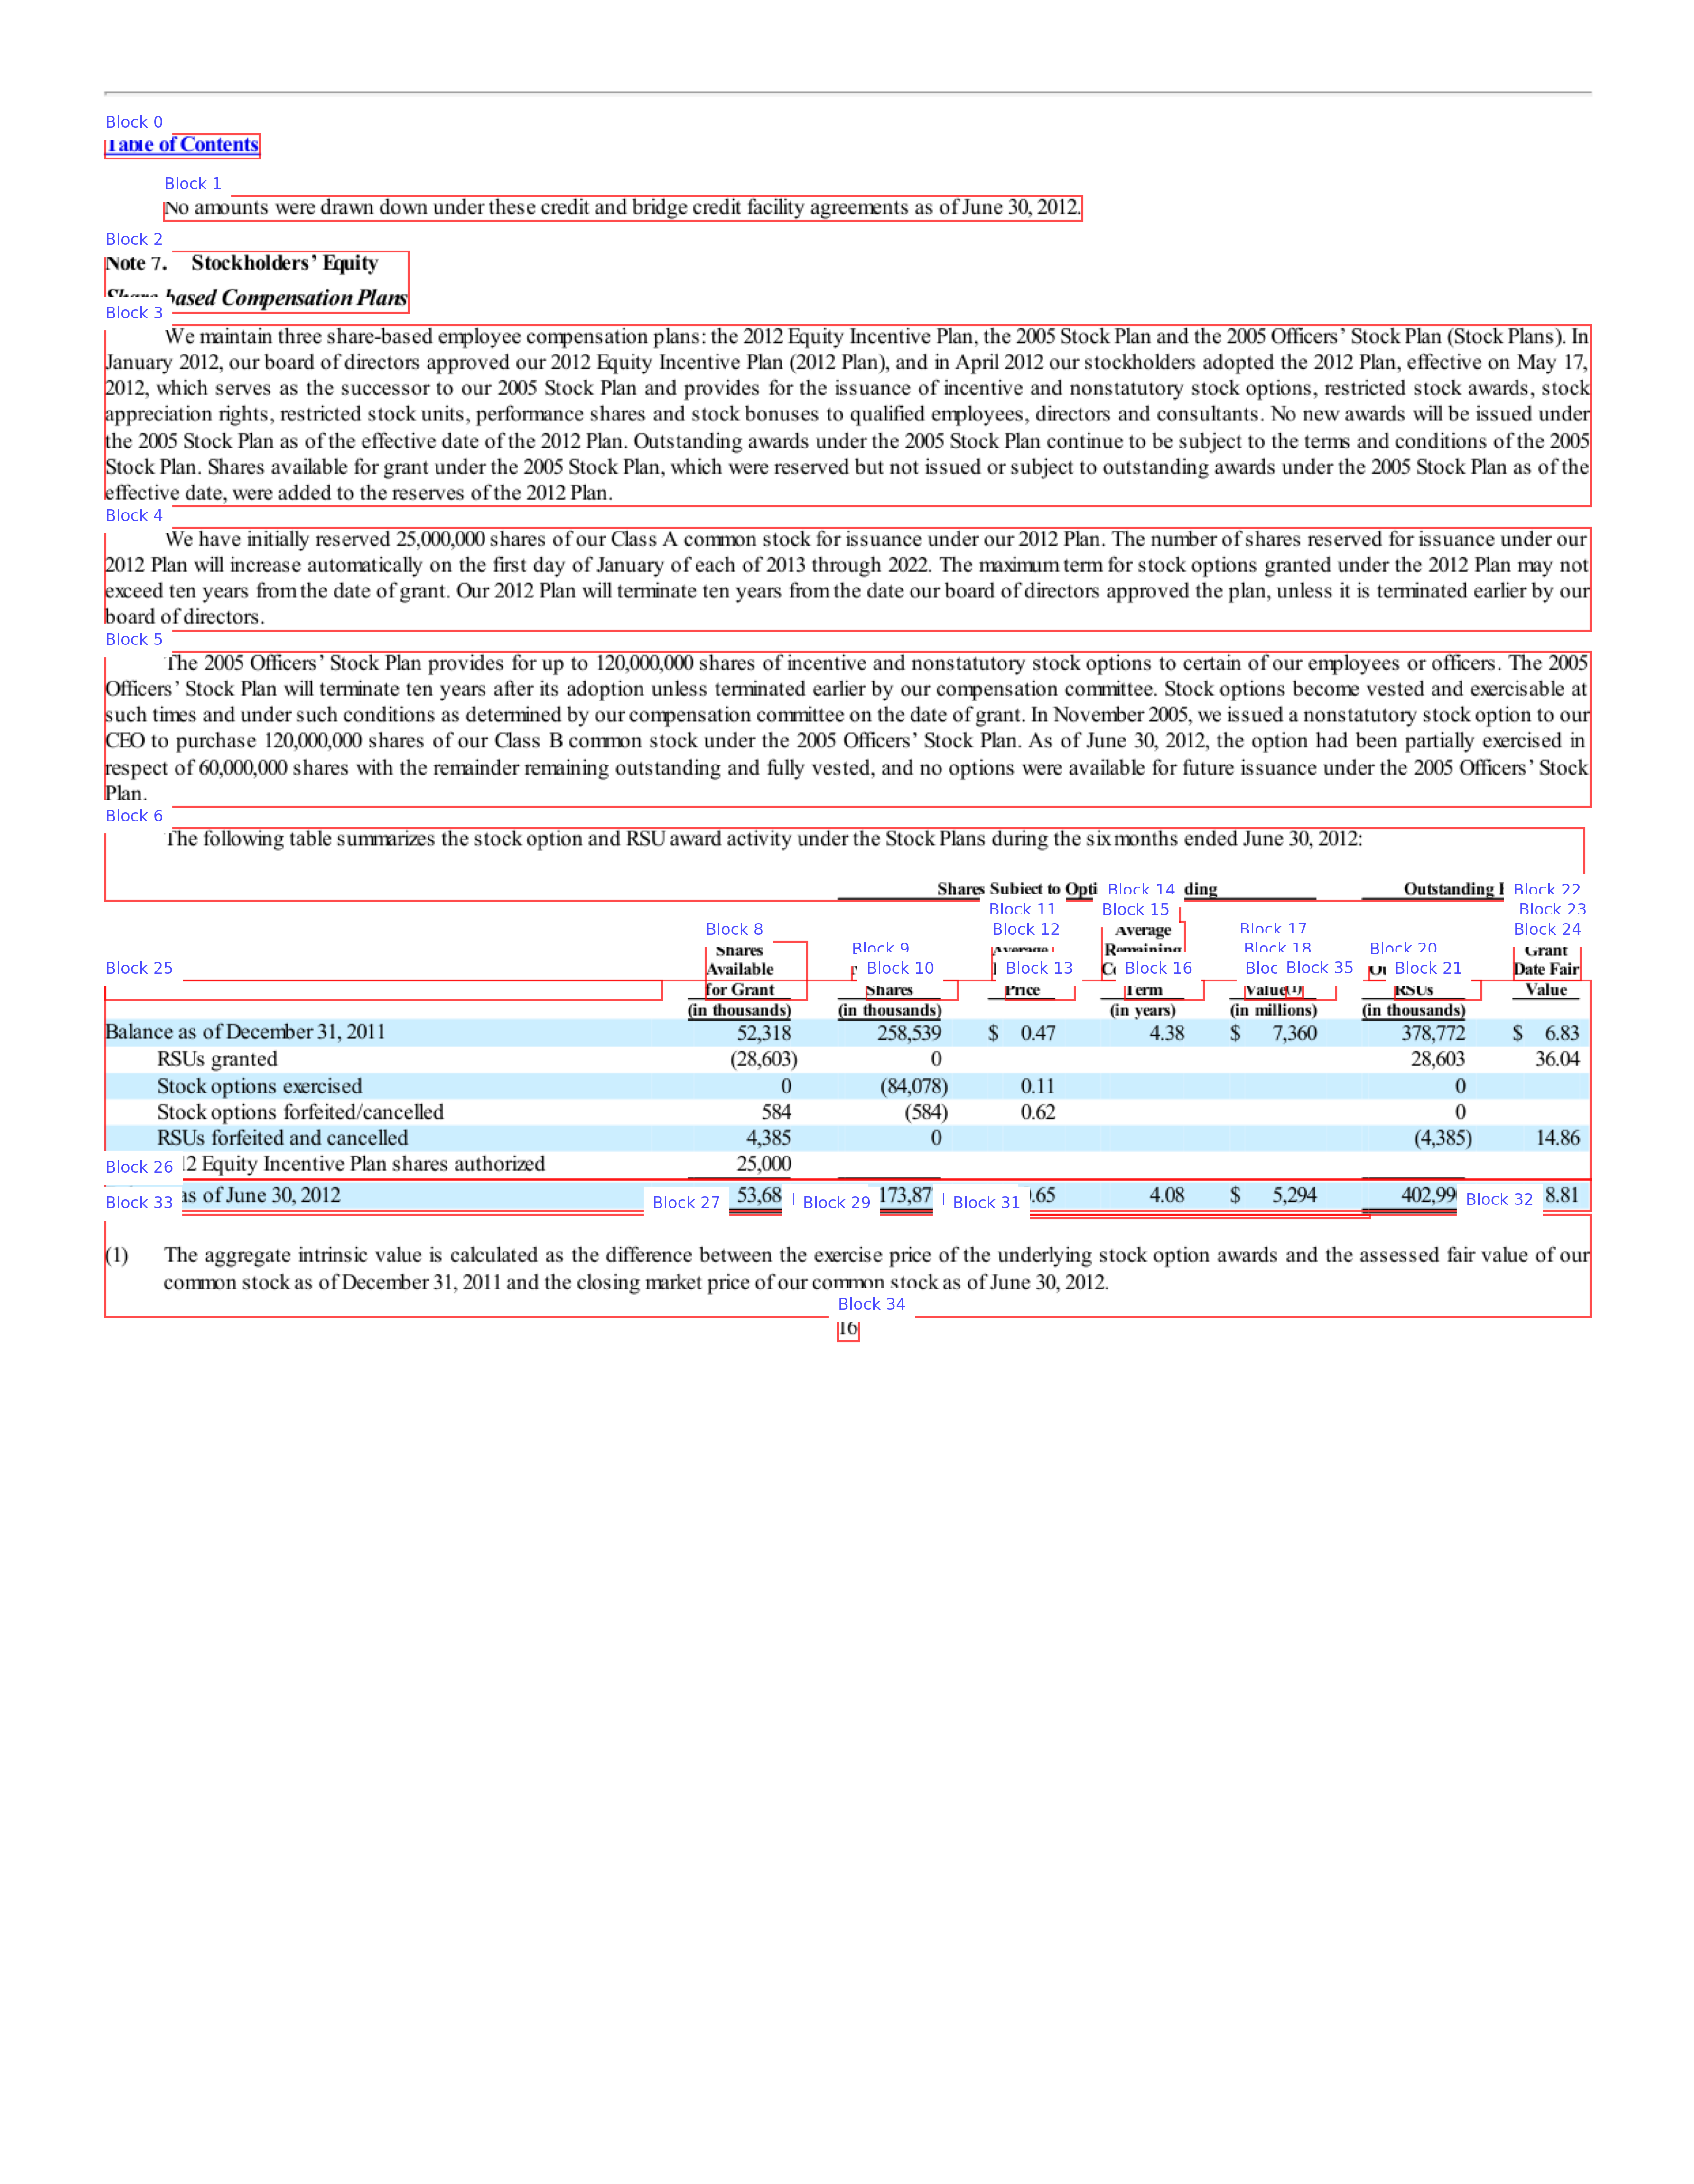 Block 0
Table of Contents
Block 1
No amounts were drawn down under these credit and bridge credit facility agreements as of June 30, 2012.
Block 2
Note 7. Stockholders’ Equity
based Compensation Plans
Block 3
We maintain three share-based employee compensation plans: the 2012 Equity Incentive Plan, the 2005 Stock Plan and the 2005 Officers’ Stock Plan (Stock Plans). In
January 2012, our board of directors approved our 2012 Equity Incentive Plan (2012 Plan), and in April 2012 our stockholders adopted the 2012 Plan, effective on May 17,
2012, which serves as the successor to our 2005 Stock Plan and provides for the issuance of incentive and nonstatutory stock options, restricted stock awards, stock
appreciation rights, restricted stock units, performance shares and stock bonuses to qualified employees, directors and consultants. No new awards will be issued under
the 2005 Stock Plan as of the effective date of the 2012 Plan. Outstanding awards under the 2005 Stock Plan continue to be subject to the terms and conditions of the 2005
Stock Plan. Shares available for grant under the 2005 Stock Plan, which were reserved but not issued or subject to outstanding awards under the 2005 Stock Plan as of the
effective date, were added to the reserves of the 2012 Plan.
Block 4
We have initially reserved 25,000,000 shares of our Class A common stock for issuance under our 2012 Plan. The number of shares reserved for issuance under our
2012 Plan will increase automatically on the first day of January of each of 2013 through 2022. The maximum term for stock options granted under the 2012 Plan may not
exceed ten years from the date of grant. Our 2012 Plan will terminate ten years from the date our board of directors approved the plan, unless it is terminated earlier by our
board of directors.
Block 5
The 2005 Officers’ Stock Plan provides for up to 120,000,000 shares of incentive and nonstatutory stock options to certain of our employees or officers. The 2005
Officers’ Stock Plan will terminate ten years after its adoption unless terminated earlier by our compensation committee. Stock options become vested and exercisable at
such times and under such conditions as determined by our compensation committee on the date of grant. In November 2005, we issued a nonstatutory stock option to our
CEO to purchase 120,000,000 shares of our Class B common stock under the 2005 Officers’ Stock Plan. As of June 30, 2012, the option had been partially exercised in
respect of 60,000,000 shares with the remainder remaining outstanding and fully vested, and no options were available for future issuance under the 2005 Officers’ Stock
Plan.
Block 6
The following table summarizes the stock option and RSU award activity under the Stock Plans during the six months ended June 30, 2012:
Shares Subject to Opti Block 14 ding Outstanding Block 22
Block 11 Block 15 Block 23
Block 8 Block 12 Average Block 17 Block 24
Shares Block 9 Average Remaining Block 18 Block 20 Grant
Block 25 Available Block 10 Block 13 Block 16 Bloc Block 35 Block 21 Date Fair
for Grant Shares Price Term Value(1) RSUs Value
(in thousands) (in thousands) (in years) (in millions) (in thousands)
Balance as of December 31, 2011 52,318 258,539 $ 0.47 4.38 $ 7,360 378,772 $ 6.83
RSUs granted (28,603) 0 28,603 36.04
Stock options exercised 0 (84,078) 0.11 0
Stock options forfeited/cancelled 584 (584) 0.62 0
RSUs forfeited and cancelled 4,385 0 (4,385) 14.86
Block 26 12 Equity Incentive Plan shares authorized 25,000
Block 33 as of June 30, 2012 Block 27 53,68 Block 29 173,87 Block 31 .65 4.08 $ 5,294 402,99 Block 32 8.81
(1) The aggregate intrinsic value is calculated as the difference between the exercise price of the underlying stock option awards and the assessed fair value of our
common stock as of December 31, 2011 and the closing market price of our common stock as of June 30, 2012.
Block 34
16